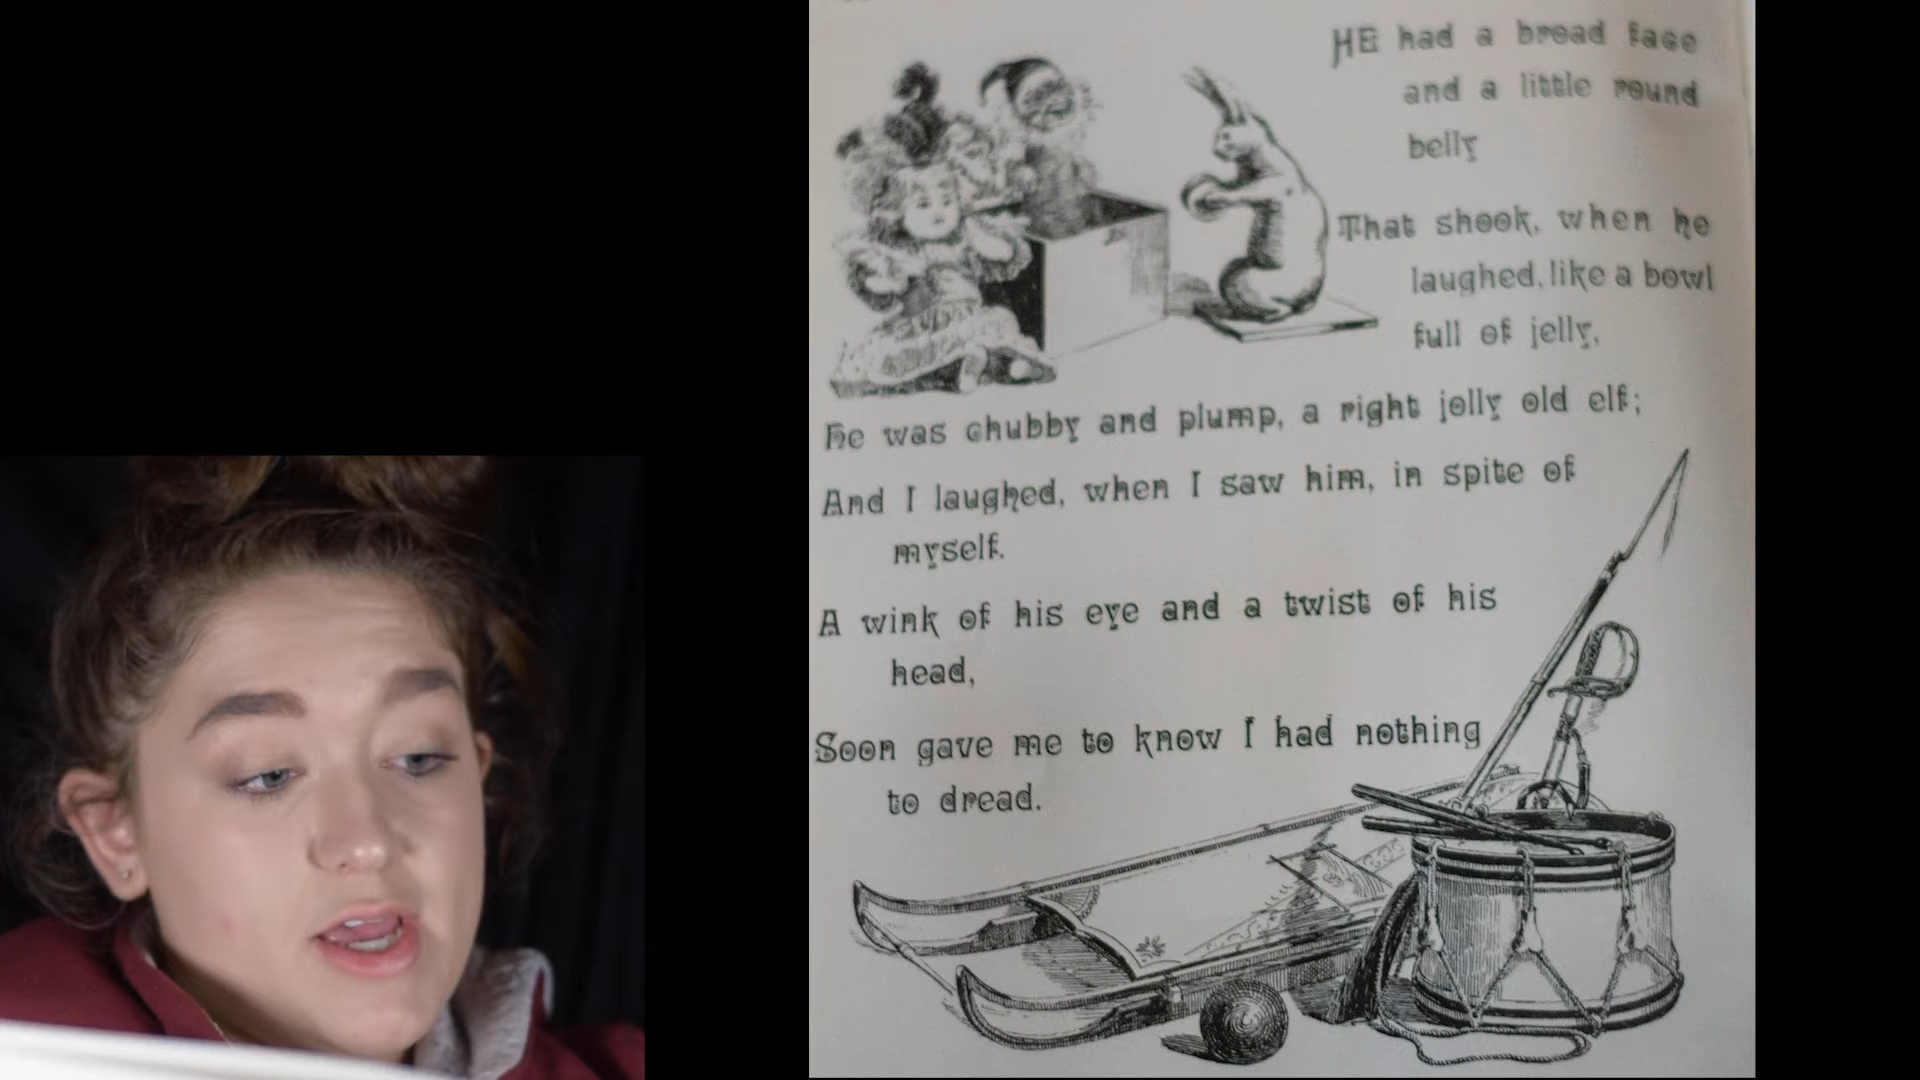 HE had a broad face
and a little round
belly
That shook, when he
laughed, like a bowl
full of jelly,
He was chubby and plump, a right jolly old elf;
And I laughed, when I saw him, in spite of
myself.
A wink of his eye and a twist of his
head,
Soon gave me to know I had nothing
to dread.